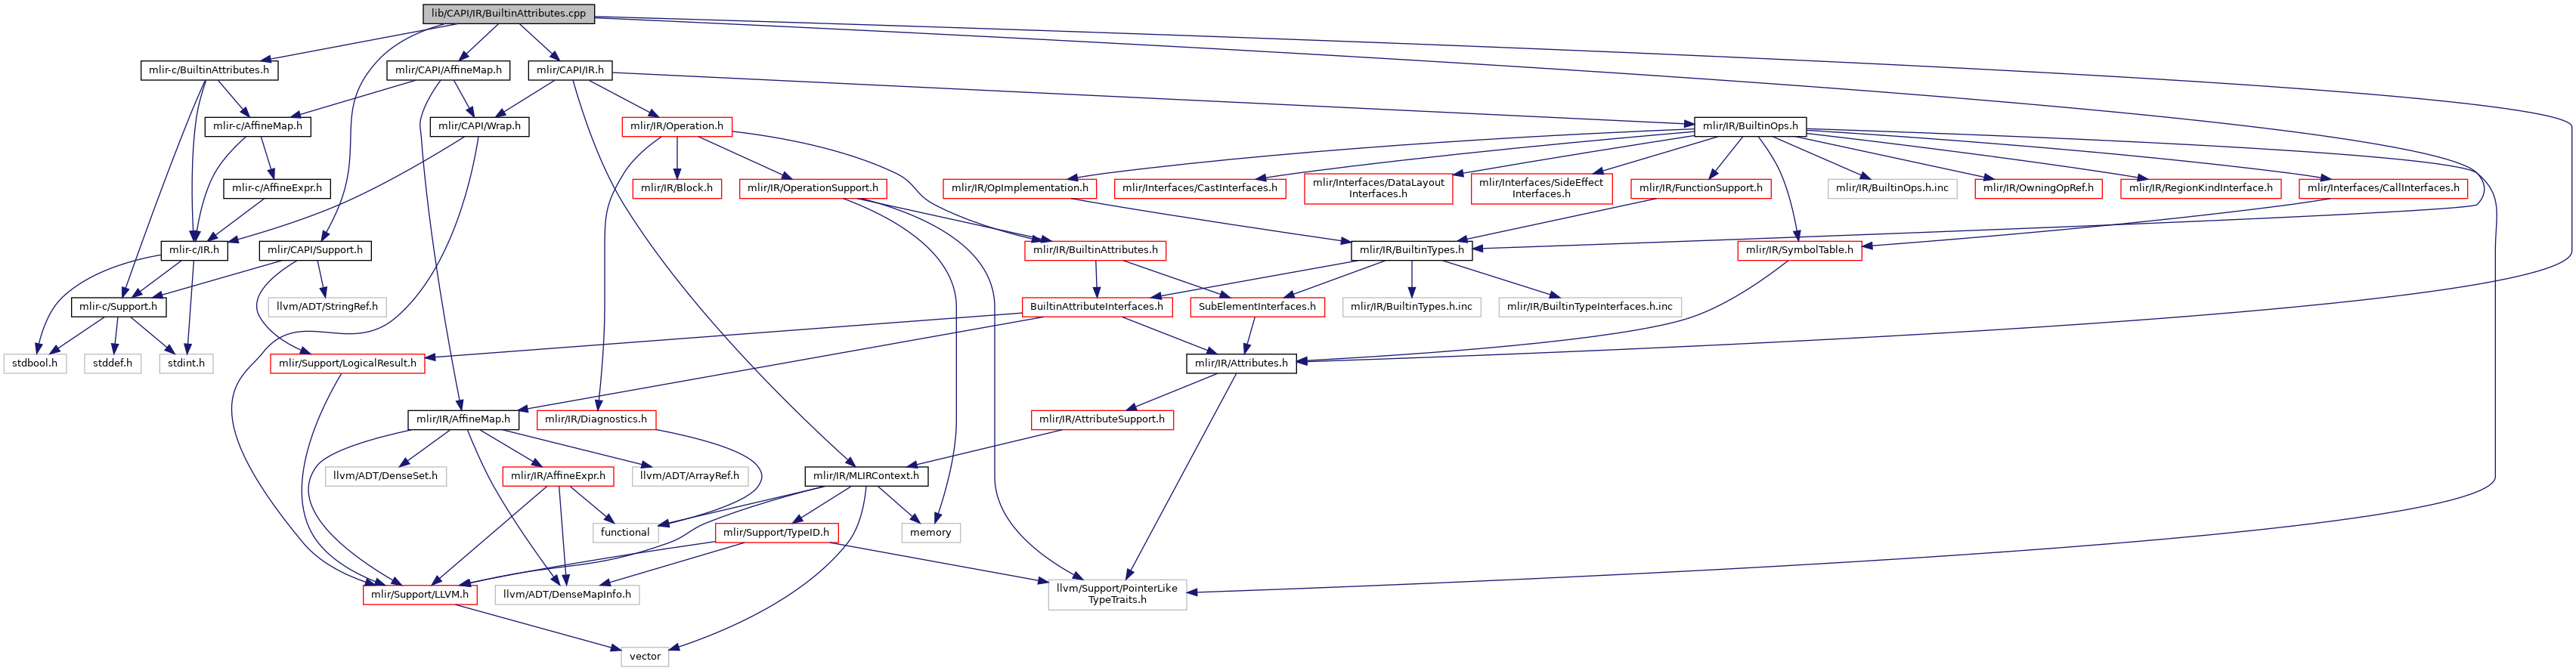 lib/CAPI/IR/BuiltinAttributes.cpp
mlir-c/BuiltinAttributes.h
mlir/CAPI/AffineMap.h
mlir/CAPI/IR.h
mlir-c/AffineMap.h
mlir/CAPI/Wrap.h
mlir/IR/Operation.h
mlir/IR/BuiltinOps.h
mlir-c/AffineExpr.h
mlir/IR/Block.h
mlir/IR/OperationSupport.h
mlir/IR/OpImplementation.h
mlir/Interfaces/CastInterfaces.h
mlir/Interfaces/DataLayout
Interfaces.h
mlir/Interfaces/SideEffect
Interfaces.h
mlir/IR/FunctionSupport.h
mlir/IR/BuiltinOps.h.inc
mlir/IR/OwningOpRef.h
mlir/IR/RegionKindInterface.h
mlir/Interfaces/CallInterfaces.h
mlir-c/IR.h
mlir/CAPI/Support.h
mlir/IR/BuiltinAttributes.h
mlir/IR/BuiltinTypes.h
mlir/IR/SymbolTable.h
mlir-c/Support.h
llvm/ADT/StringRef.h
BuiltinAttributeInterfaces.h
SubElementInterfaces.h
mlir/IR/BuiltinTypes.h.inc
mlir/IR/BuiltinTypeInterfaces.h.inc
stdbool.h
stddef.h
stdint.h
mlir/Support/LogicalResult.h
mlir/IR/Attributes.h
mlir/IR/AffineMap.h
mlir/IR/Diagnostics.h
mlir/IR/AttributeSupport.h
llvm/ADT/DenseSet.h
mlir/IR/AffineExpr.h
llvm/ADT/ArrayRef.h
mlir/IR/MLIRContext.h
functional
mlir/Support/TypeID.h
memory
mlir/Support/LLVM.h
llvm/ADT/DenseMapInfo.h
llvm/Support/PointerLike
TypeTraits.h
vector